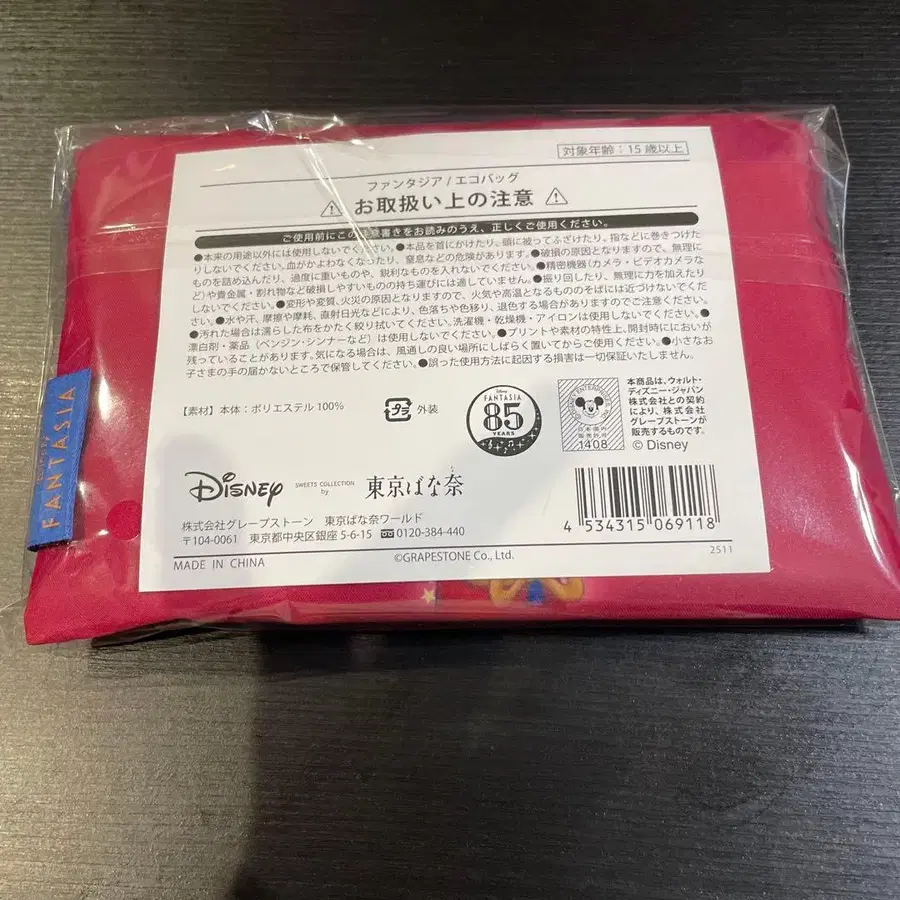 対象年齢：15歳以上
ファンタジア / エコバッグ
⚠ お取扱い上の注意 ⚠
ご使用前にこの 書きをお読みのうえ、正しくご使用ください。
●本来の用途以外には使用しないでください。●本品を首にかけたり、頭に被ってふざけたり。指などに巻きつけた
りしないでください。血がかよわなくなったり、窒息などの危険があります。●破損の原因となりますので、無理に
ものを詰め込んだり、過度に重いものや、鋭利なものを入れないでください。●精密機器(カメラ・ビデオカメラな
ど)や貴金属・割れ物など破損しやすいものの持ち運びには適していません。●振り回したり、無理に力を加えたり
しないでください。●変形や変質、火災の原因となりますので、火気や高温となるもののそばには近づけないでくだ
さい。●水や汗、摩擦や摩耗、直射日光などにより、色落ちや色移り、退色する場合がありますのでご注意ください。
●汚れた場合は濡らした布をかたく絞り拭いてください。洗濯機・乾燥機・アイロンは使用しないでください。●
漂白剤・薬品（ベンジン・シンナーなど）は使用しないでください。●プリントや素材の特性上、開封時ににおいが
残っていることがあります。気になる場合は、風通しの良い場所にしばらく置いてからご使用ください。●小さなお
子さまの手の届かないところで保管してください。●誤った使用方法に起因する損害は一切保証いたしません。
【素材】本体：ポリエステル 100%
プラ 外装
Disney
FANTASIA
85
YEARS
1408
本商品は、ウォルト・
ディズニー・ジャパン
株式会社との契約
により、株式会社
グレープストーンが
販売するものです。
© Disney
Disney SWEETS COLLECTION by 東京ばな奈
株式会社グレープストーン 東京ばな奈ワールド
〒104-0061 東京都中央区銀座 5-6-15 0120-384-440
4 534315 069118
MADE IN CHINA
©GRAPESTONE Co., Ltd.
2511
FANTASIA